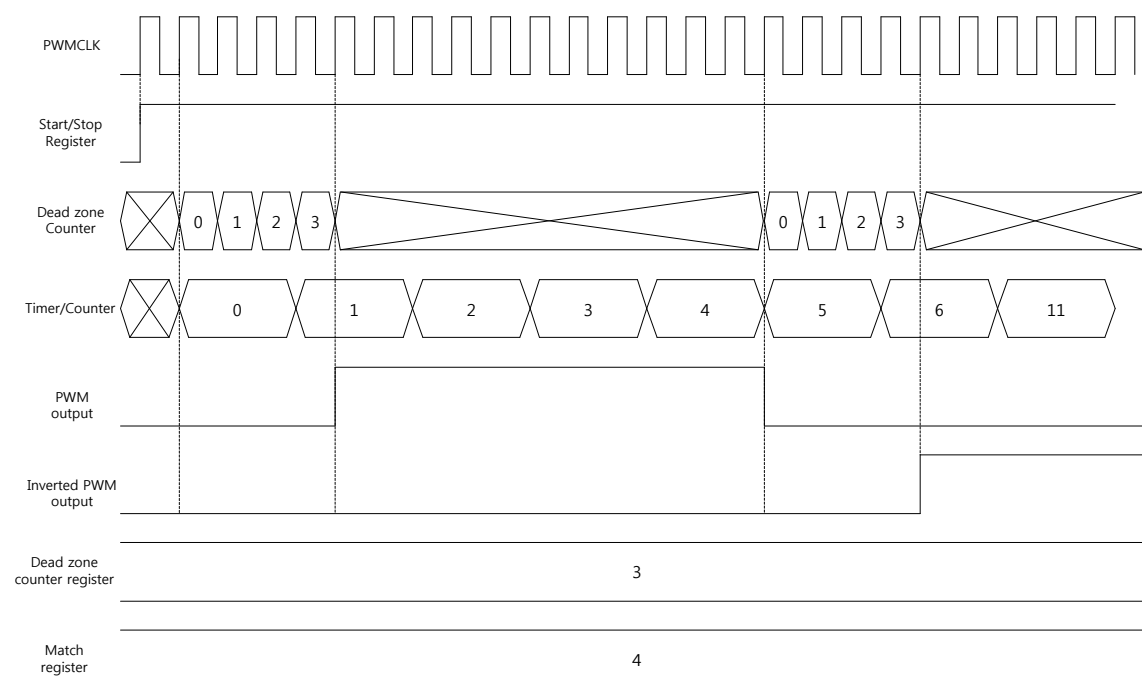 PWMCLK
Start/Stop
Register
Dead zone
Counter
0 1 2 3 0 1 2 3
Timer/Counter
0 1 2 3 4 5 6 11
PWM
output
Inverted PWM
output
Dead zone
counter register
3
Match
register
4